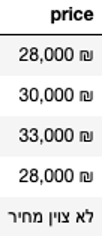 price
28,000 ₪
30,000 ₪
33,000 ₪
28,000 ₪
לא צוין מחיר